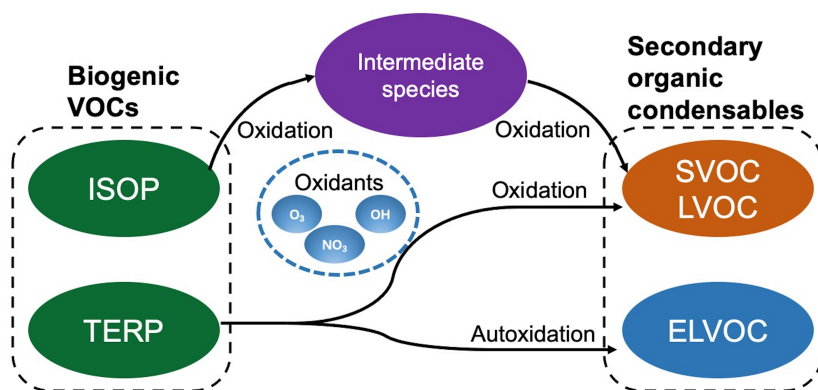 Biogenic
VOCs
ISOP
TERP
Oxidation
Intermediate
species
Oxidation
Oxidants
O₃
OH
NO₃
Oxidation
Autoxidation
Secondary
organic
condensables
SVOC
LVOC
ELVOC